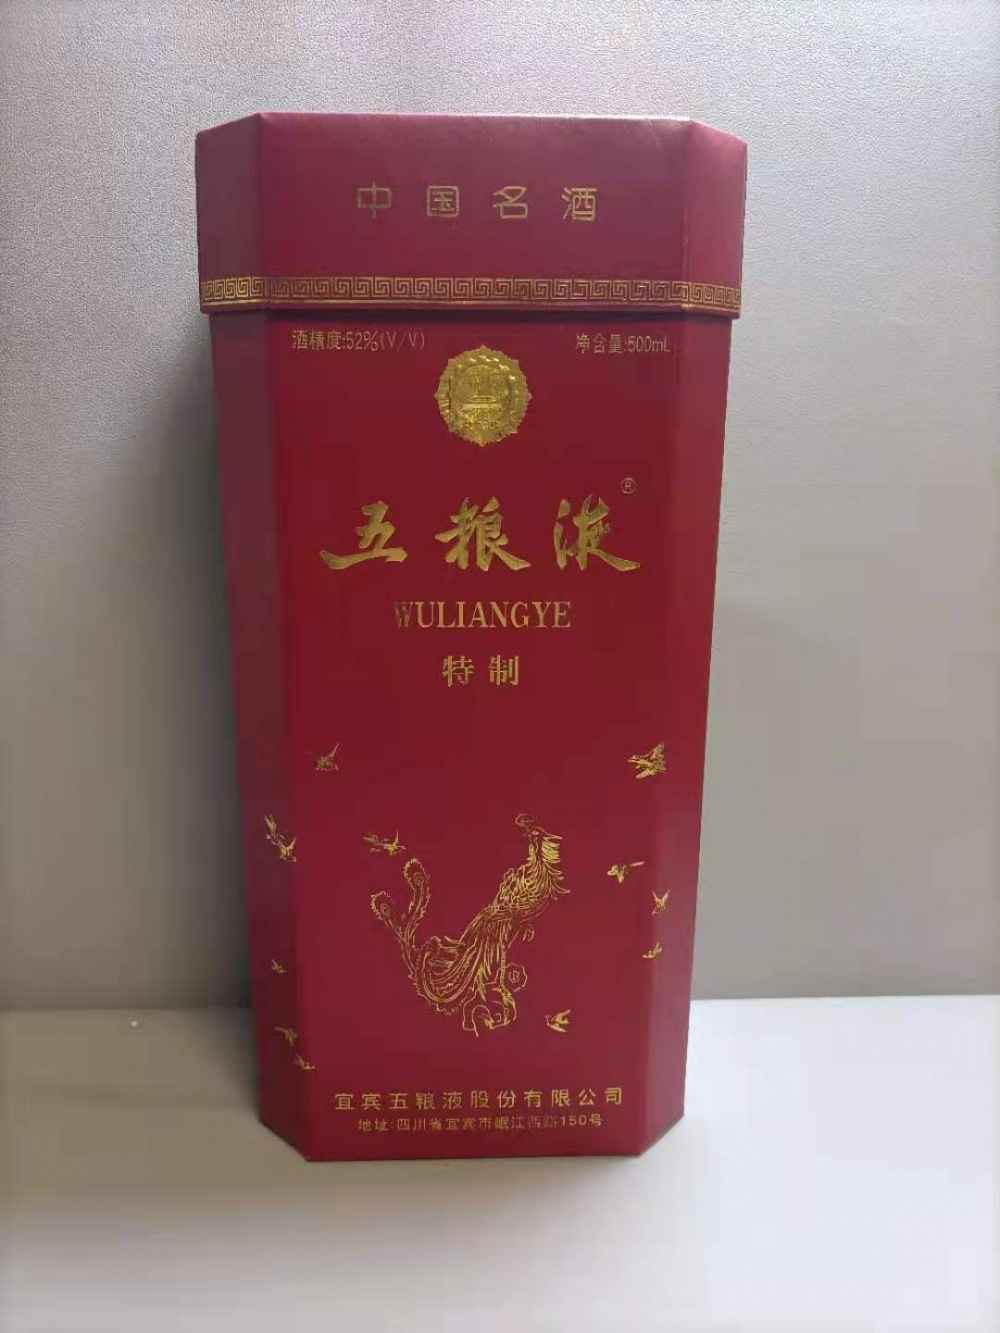 中国名酒
酒精度:52%(V/V)
净含量:500mL
五粮液®
WULIANGYE
特制
宜宾五粮液股份有限公司
地址:四川省宜宾市岷江西路150号